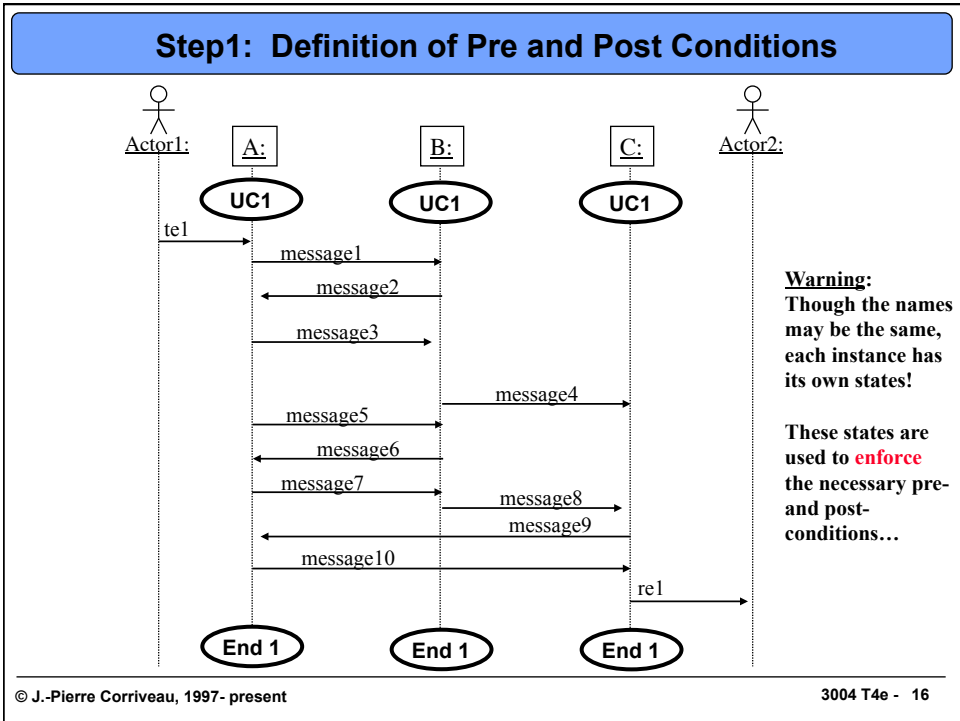 Step1:  Definition of Pre and Post Conditions
Actor1:
A:
B:
C:
Actor2:
UC1
UC1
UC1
te1
message1
message2
message3
message4
message5
message6
message7
message8
message9
message10
re1
End 1
End 1
End 1
Warning:
Though the names
may be the same,
each instance has
its own states!
These states are
used to enforce
the necessary pre-
and post-
conditions…
© J.-Pierre Corriveau, 1997- present
3004 T4e -   16